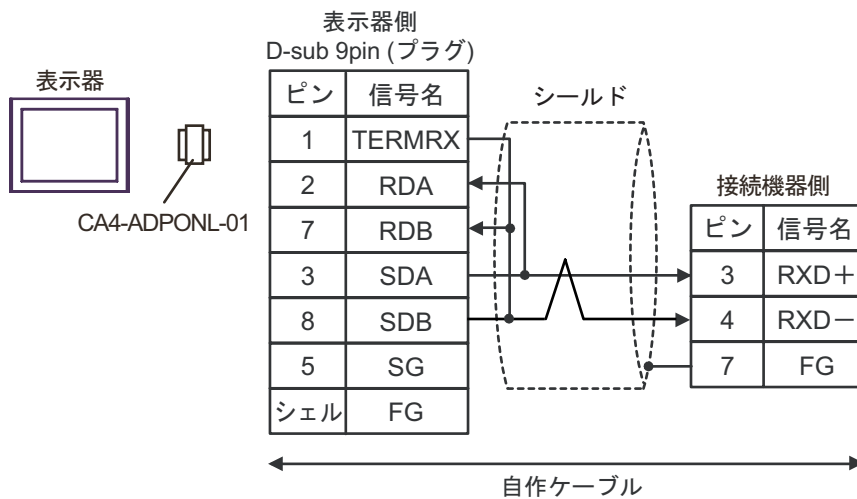 表示器
CA4-ADPONL-01
表示器側
D-sub 9pin (プラグ)
ピン 信号名
1 TERMRX
2 RDA
7 RDB
3 SDA
8 SDB
5 SG
シェル FG
シールド
接続機器側
ピン 信号名
3 RXD+
4 RXD−
7 FG
自作ケーブル